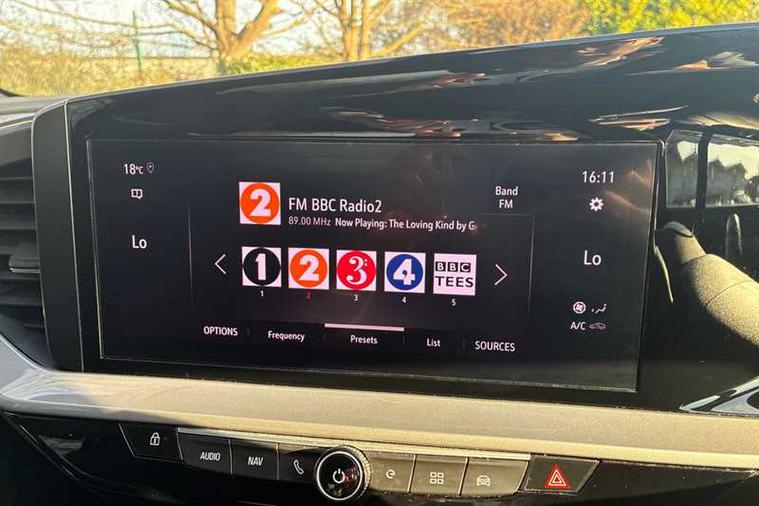 18°C
16:11
2
FM BBC Radio2
Band
FM
89.00 MHz Now Playing: The Loving Kind by G
Lo
Lo
1 2 3 4 BBC TEES
1 2 3 4 5
A/C
OPTIONS Frequency Presets List SOURCES
AUDIO NAV